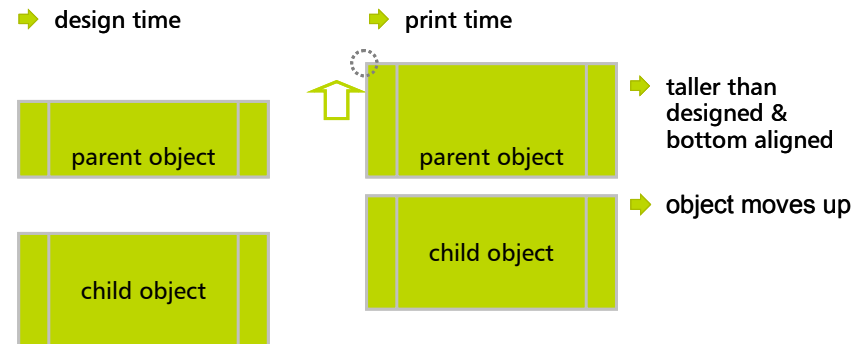 design time
print time
parent object
parent object
taller than
designed &
bottom aligned
object moves up
child object
child object